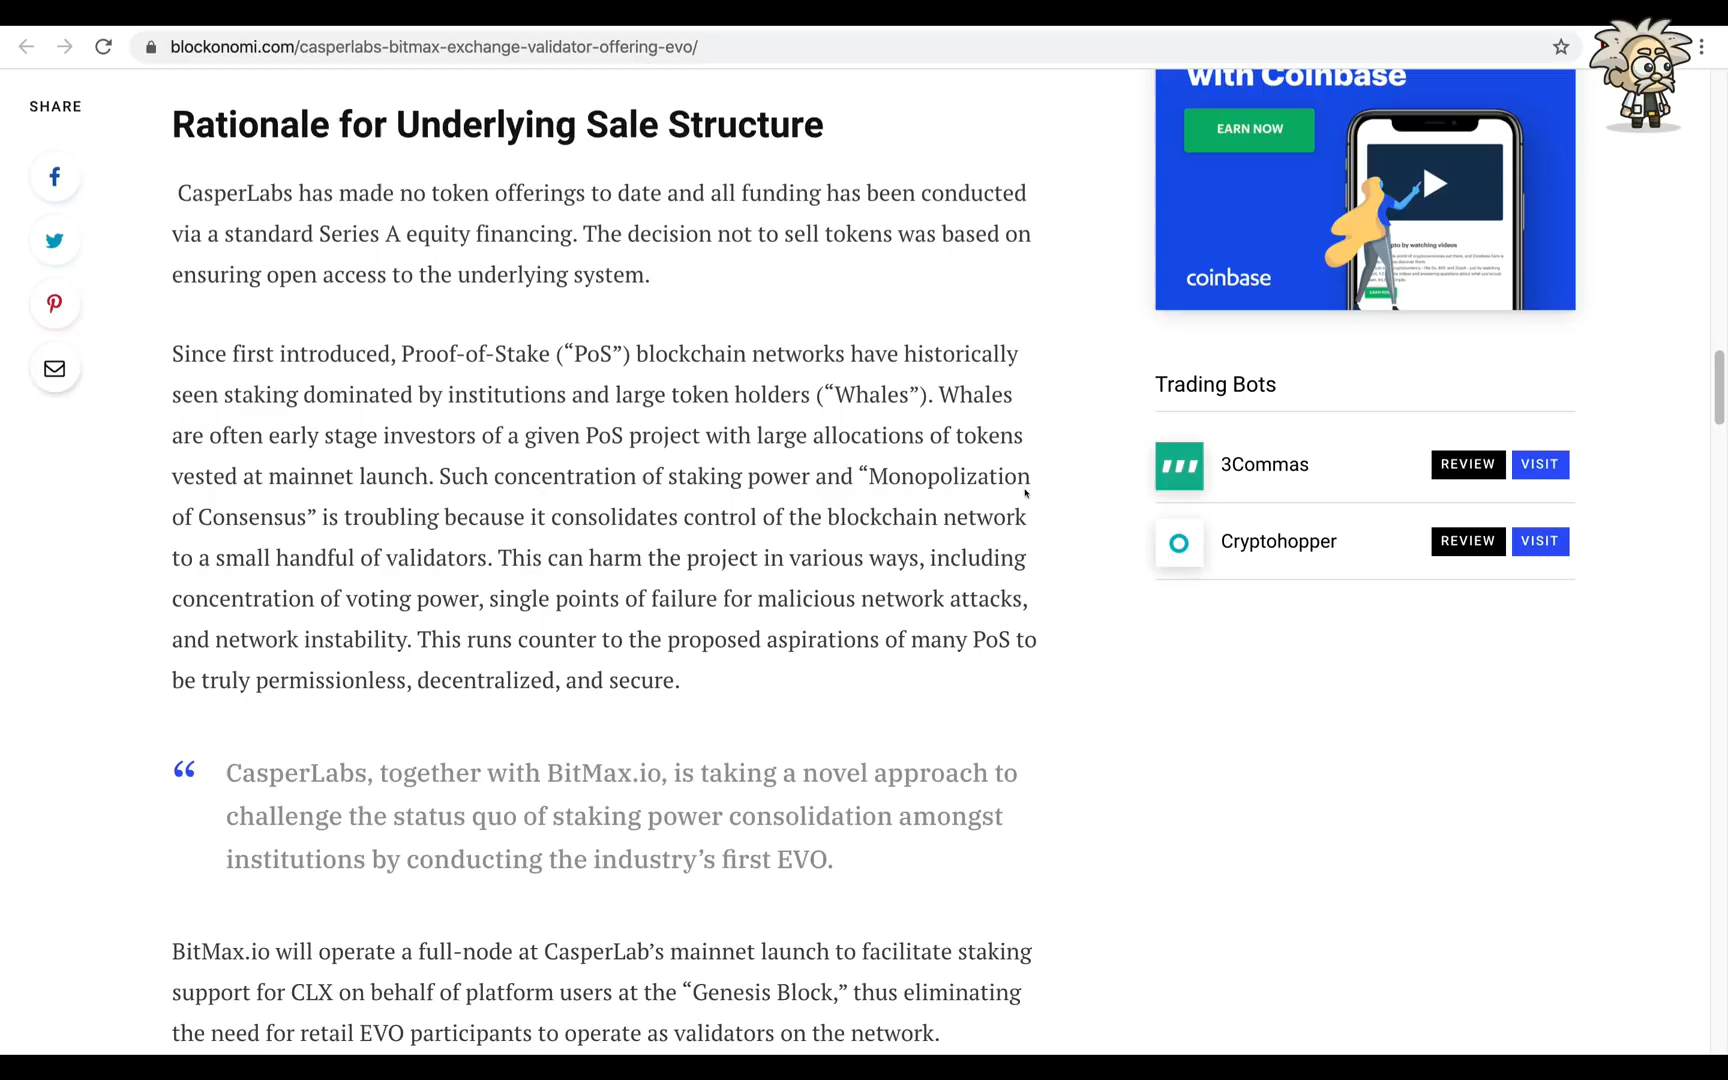 blockonomi.com/casperlabs-bitmax-exchange-validator-offering-evo/
SHARE
Rationale for Underlying Sale Structure
CasperLabs has made no token offerings to date and all funding has been conducted
via a standard Series A equity financing. The decision not to sell tokens was based on
ensuring open access to the underlying system.
Since first introduced, Proof-of-Stake (“PoS”) blockchain networks have historically
seen staking dominated by institutions and large token holders (“Whales”). Whales
are often early stage investors of a given PoS project with large allocations of tokens
vested at mainnet launch. Such concentration of staking power and “Monopolization
of Consensus” is troubling because it consolidates control of the blockchain network
to a small handful of validators. This can harm the project in various ways, including
concentration of voting power, single points of failure for malicious network attacks,
and network instability. This runs counter to the proposed aspirations of many PoS to
be truly permissionless, decentralized, and secure.
“ CasperLabs, together with BitMax.io, is taking a novel approach to
challenge the status quo of staking power consolidation amongst
institutions by conducting the industry’s first EVO.
BitMax.io will operate a full-node at CasperLab’s mainnet launch to facilitate staking
support for CLX on behalf of platform users at the “Genesis Block,” thus eliminating
the need for retail EVO participants to operate as validators on the network.
with Coinbase
EARN NOW
pto by watching videos
coinbase
Trading Bots
3Commas REVIEW VISIT
Cryptohopper REVIEW VISIT